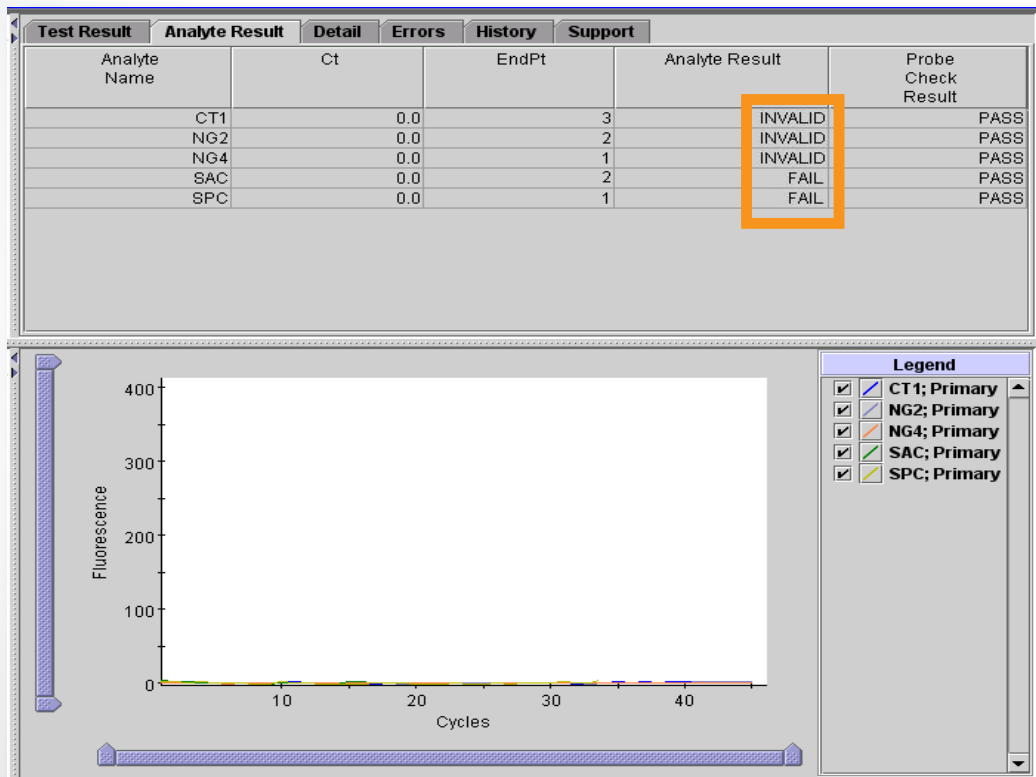 Test Result Analyte Result Detail Errors History Support
Analyte Name Ct EndPt Analyte Result Probe Check Result
CT1 0.0 3 INVALID PASS
NG2 0.0 2 INVALID PASS
NG4 0.0 1 INVALID PASS
SAC 0.0 2 FAIL PASS
SPC 0.0 1 FAIL PASS
Legend
CT1; Primary
NG2; Primary
NG4; Primary
SAC; Primary
SPC; Primary
400
300
200
100
0
Fluorescence
10 20 30 40
Cycles